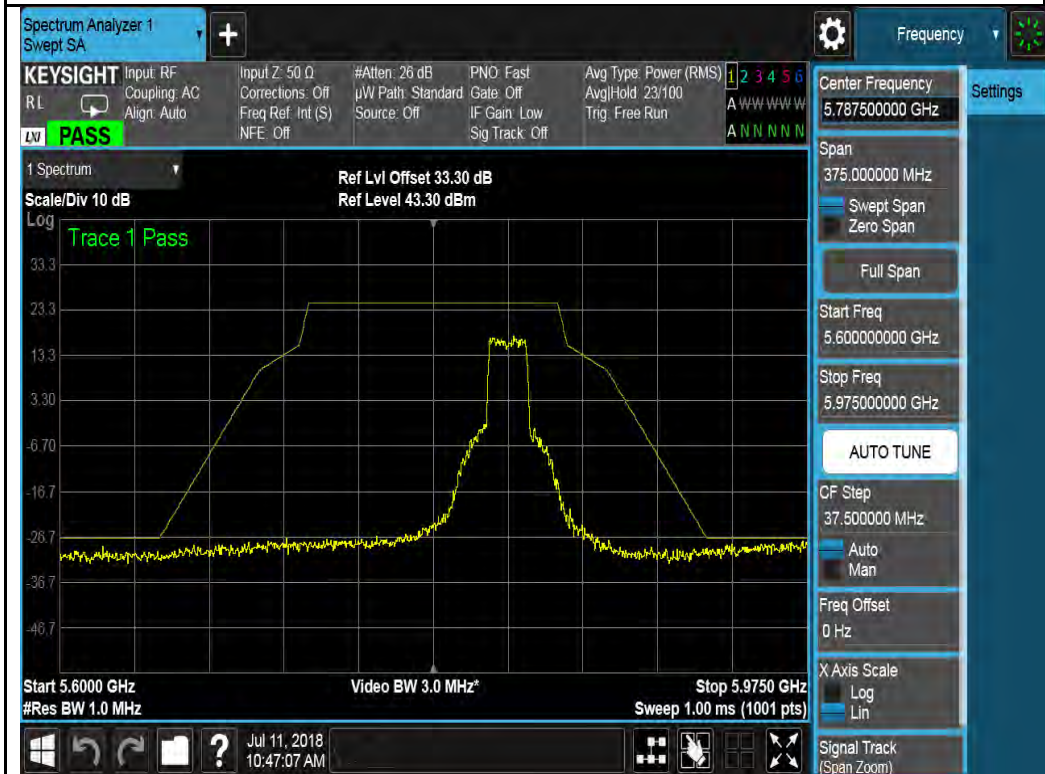 Spectrum Analyzer 1
Swept SA
+
Frequency
KEYSIGHT
R L
LXI PASS
Input: RF
Coupling: AC
Align: Auto
Input Z: 50 Ω
Corrections: Off
Freq Ref: Int (S)
NFE: Off
#Atten: 26 dB
µW Path: Standard
Source: Off
PNO: Fast
Gate: Off
IF Gain: Low
Sig Track: Off
Avg Type: Power (RMS)
Avg|Hold: 23/100
Trig: Free Run
1 2 3 4 5 6
A W W W W W
A N N N N N
1 Spectrum
Scale/Div 10 dB
Ref Lvl Offset 33.30 dB
Ref Level 43.30 dBm
Log
Trace 1 Pass
33.3
23.3
13.3
3.30
-6.70
-16.7
-26.7
-36.7
-46.7
Start 5.6000 GHz
#Res BW 1.0 MHz
Video BW 3.0 MHz*
Stop 5.9750 GHz
Sweep 1.00 ms (1001 pts)
Center Frequency
5.787500000 GHz
Settings
Span
375.000000 MHz
Swept Span
Zero Span
Full Span
Start Freq
5.600000000 GHz
Stop Freq
5.975000000 GHz
AUTO TUNE
CF Step
37.500000 MHz
Auto
Man
Freq Offset
0 Hz
X Axis Scale
Log
Lin
Signal Track
(Span Zoom)
?
Jul 11, 2018
10:47:07 AM